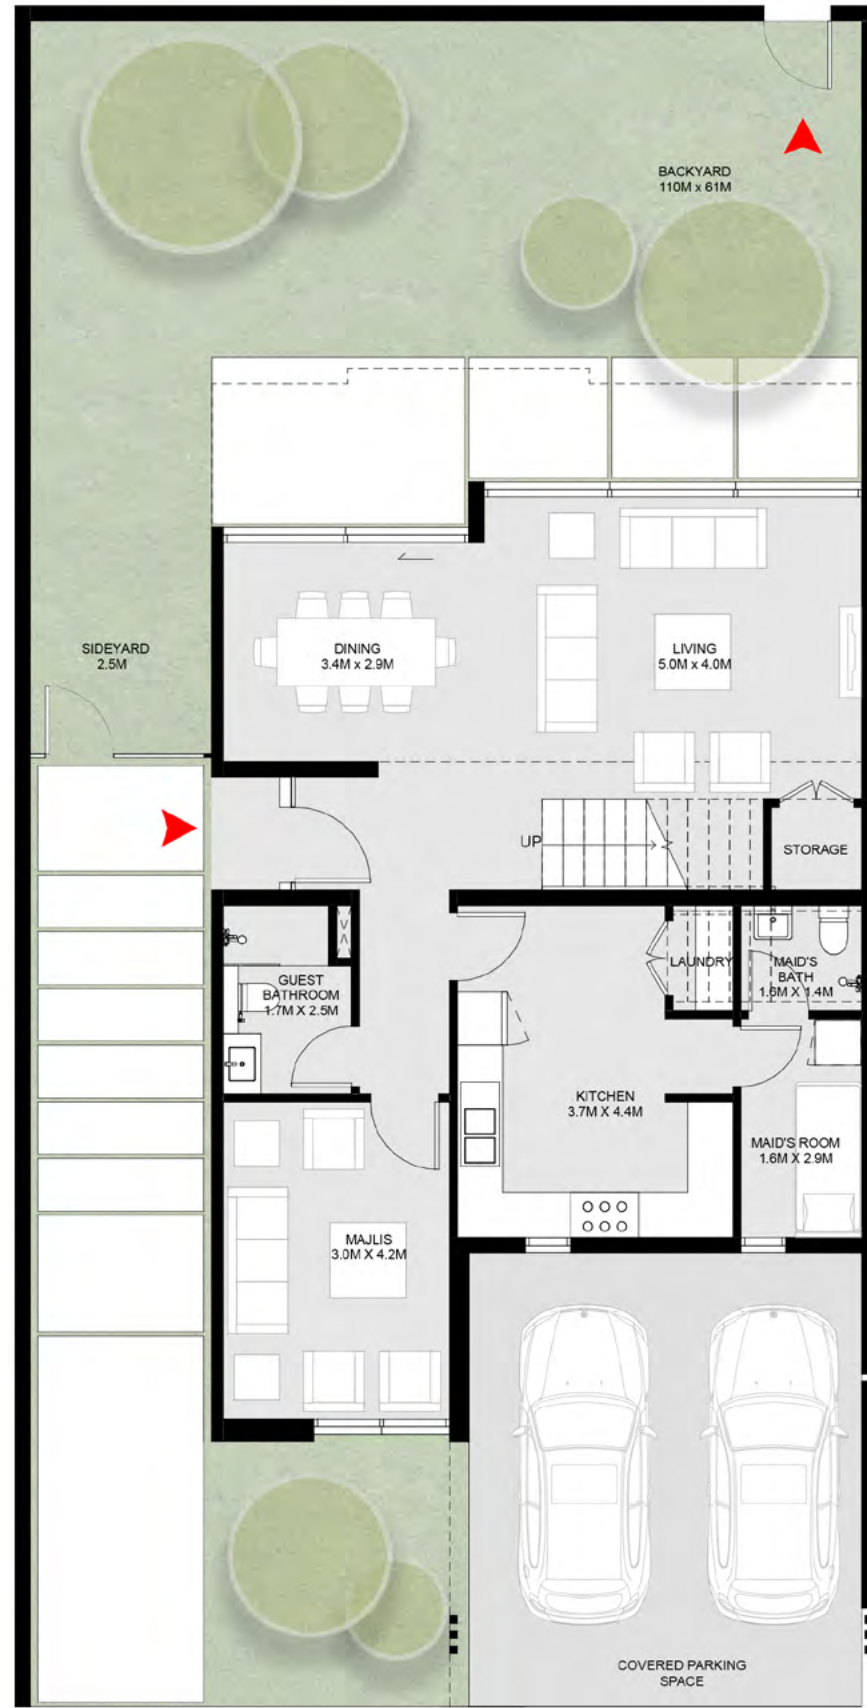 BACKYARD
110M x 61M
SIDEYARD
2.5M
DINING
3.4M x 2.9M
LIVING
5.0M x 4.0M
UP
STORAGE
LAUNDRY
MAID'S
BATH
1.6M X 1.4M
GUEST
BATHROOM
1.7M X 2.5M
KITCHEN
3.7M X 4.4M
MAID'S ROOM
1.6M X 2.9M
MAJLIS
3.0M X 4.2M
COVERED PARKING
SPACE